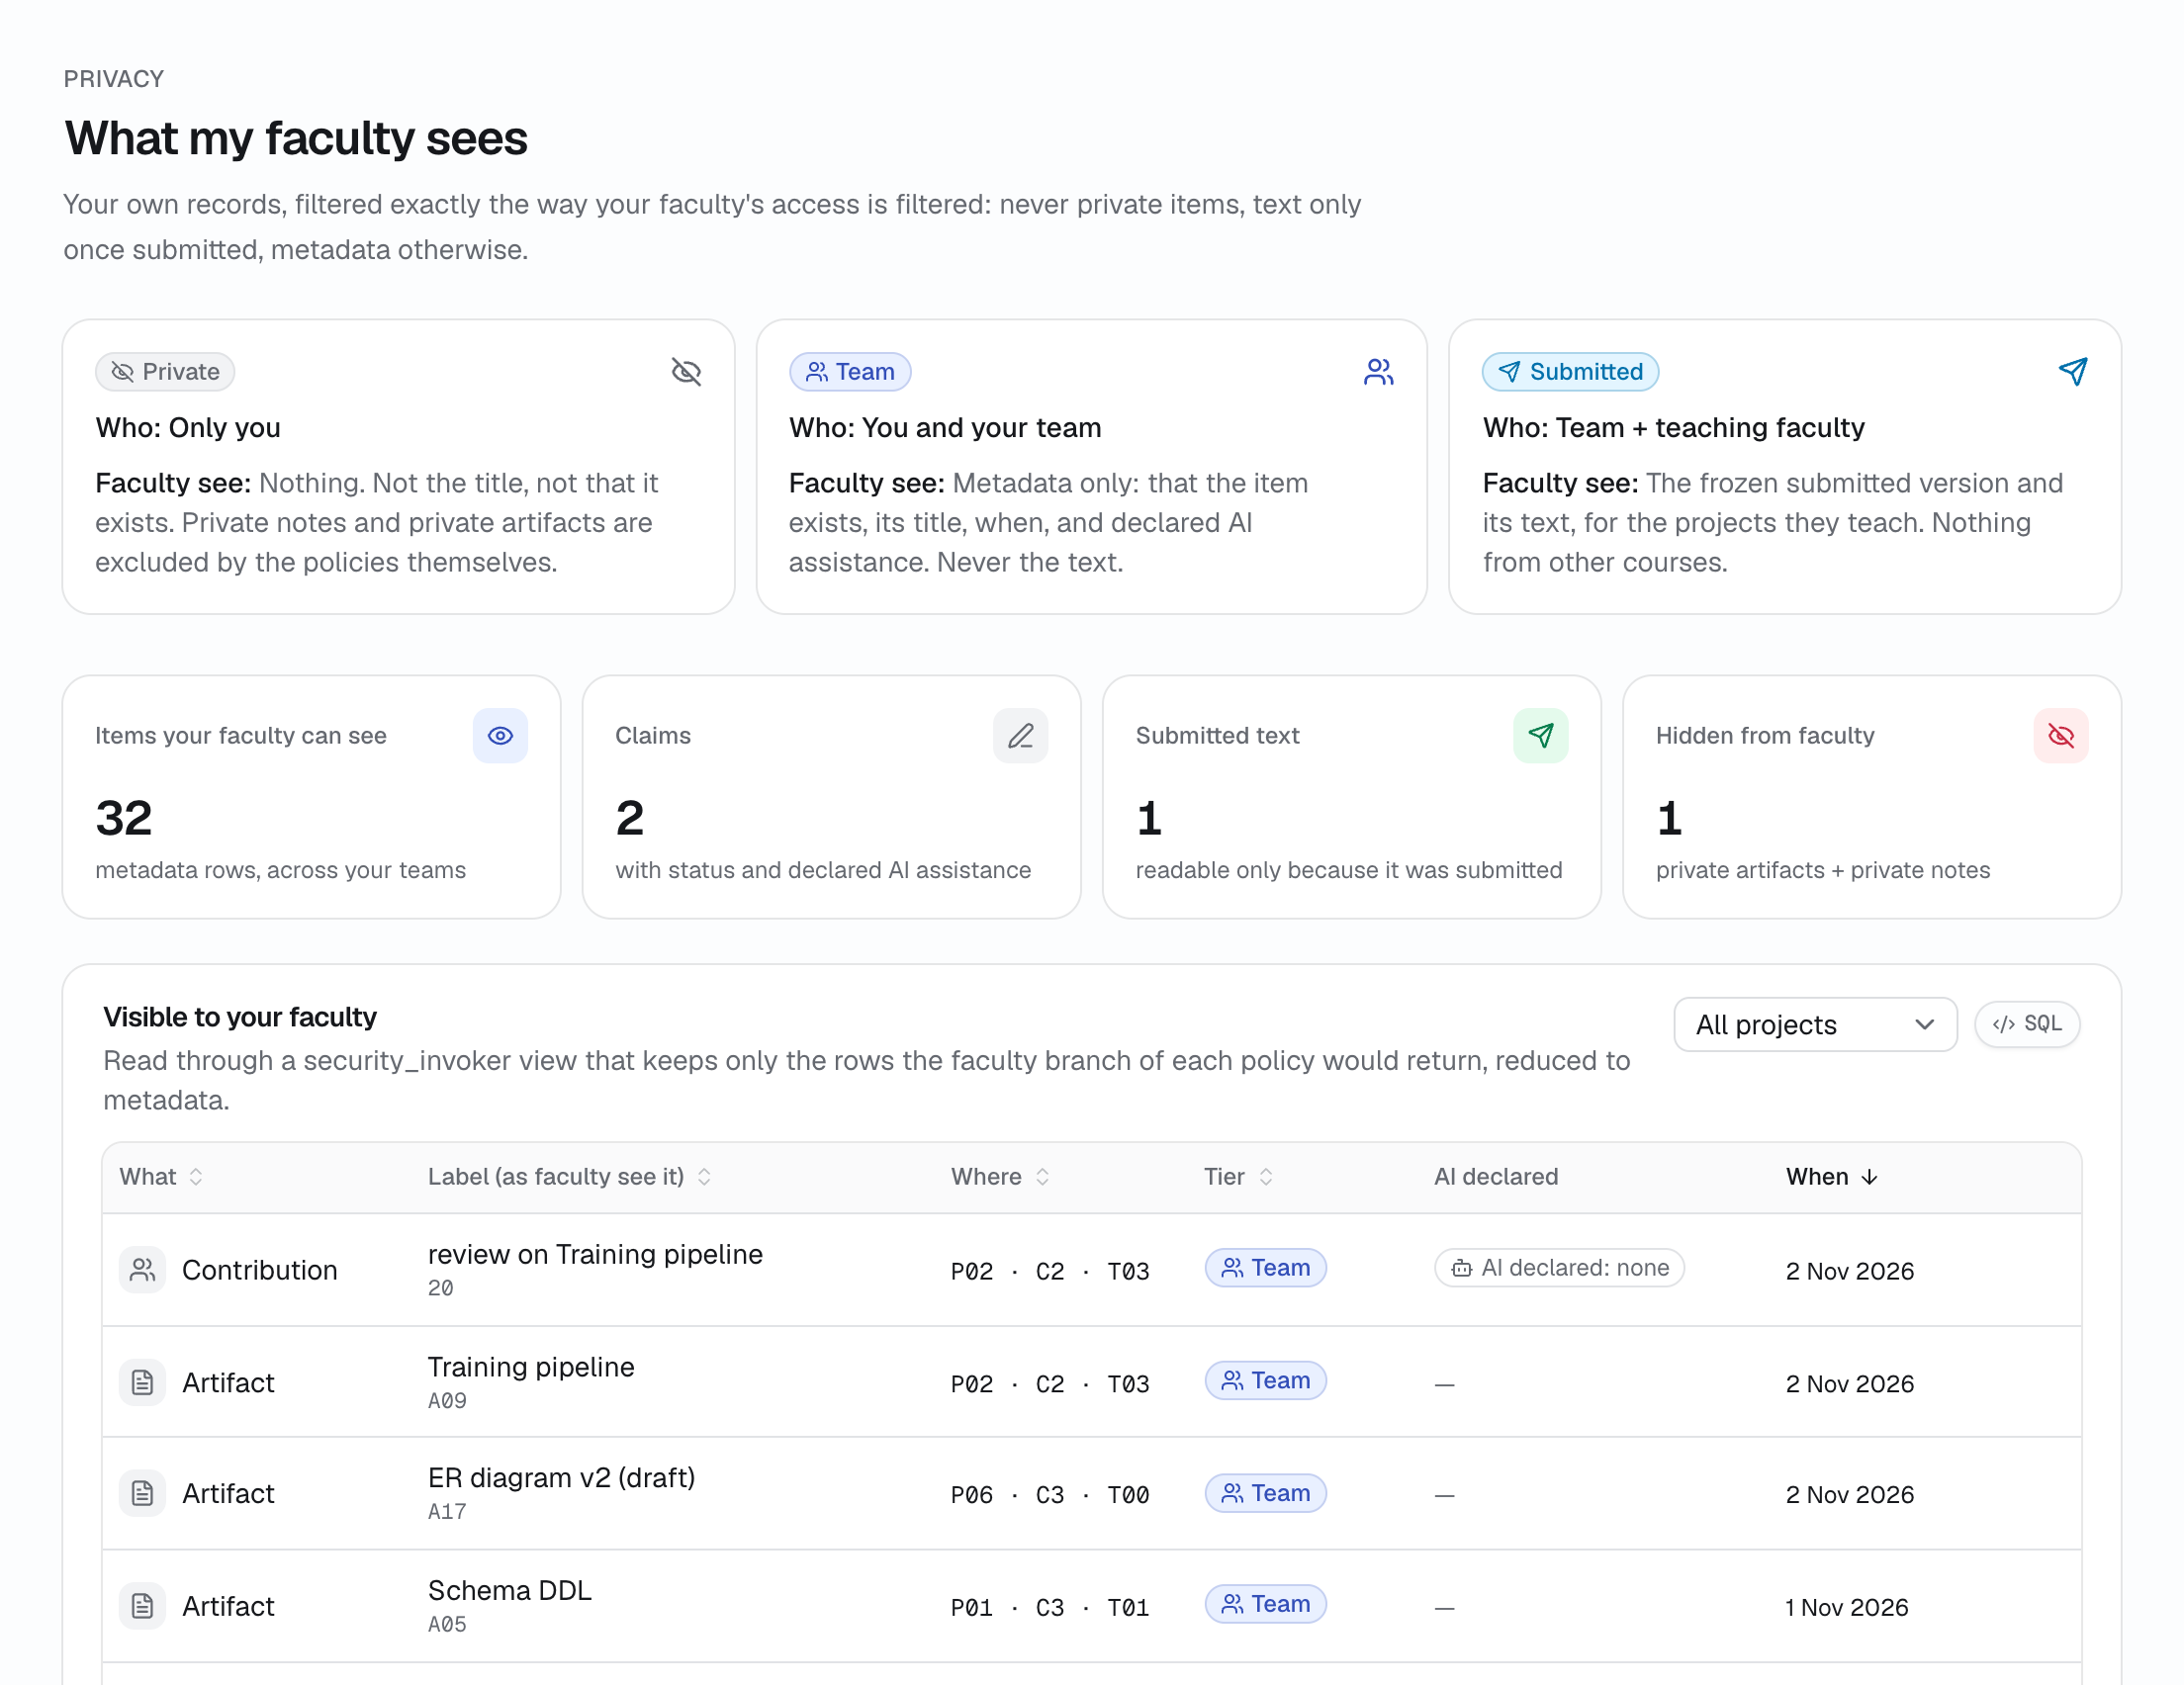 PRIVACY
What my faculty sees
Your own records, filtered exactly the way your faculty's access is filtered: never private items, text only
once submitted, metadata otherwise.
Private
Who: Only you
Faculty see: Nothing. Not the title, not that it
exists. Private notes and private artifacts are
excluded by the policies themselves.
Team
Who: You and your team
Faculty see: Metadata only: that the item
exists, its title, when, and declared AI
assistance. Never the text.
Submitted
Who: Team + teaching faculty
Faculty see: The frozen submitted version and
its text, for the projects they teach. Nothing
from other courses.
Items your faculty can see
32
metadata rows, across your teams
Claims
2
with status and declared AI assistance
Submitted text
1
readable only because it was submitted
Hidden from faculty
1
private artifacts + private notes
Visible to your faculty
Read through a security_invoker view that keeps only the rows the faculty branch of each policy would return, reduced to
metadata.
All projects
</> SQL
What Label (as faculty see it) Where Tier AI declared When ↓
Contribution review on Training pipeline P02 · C2 · T03 Team AI declared: none 2 Nov 2026
20
Artifact Training pipeline P02 · C2 · T03 Team — 2 Nov 2026
A09
Artifact ER diagram v2 (draft) P06 · C3 · T00 Team — 2 Nov 2026
A17
Artifact Schema DDL P01 · C3 · T01 Team — 1 Nov 2026
A05